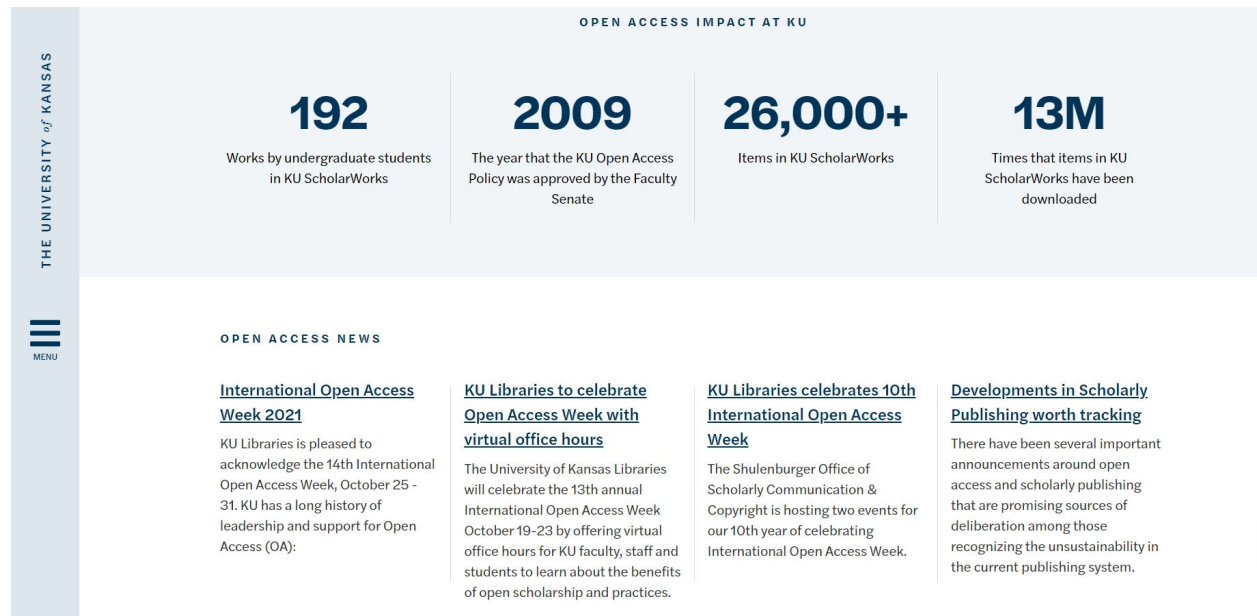 OPEN ACCESS IMPACT AT KU
THE UNIVERSITY of KANSAS
MENU
192
Works by undergraduate students
in KU ScholarWorks
2009
The year that the KU Open Access
Policy was approved by the Faculty
Senate
26,000+
Items in KU ScholarWorks
13M
Times that items in KU
ScholarWorks have been
downloaded
OPEN ACCESS NEWS
International Open Access
Week 2021
KU Libraries is pleased to
acknowledge the 14th International
Open Access Week, October 25 -
31. KU has a long history of
leadership and support for Open
Access (OA):
KU Libraries to celebrate
Open Access Week with
virtual office hours
The University of Kansas Libraries
will celebrate the 13th annual
International Open Access Week
October 19-23 by offering virtual
office hours for KU faculty, staff and
students to learn about the benefits
of open scholarship and practices.
KU Libraries celebrates 10th
International Open Access
Week
The Shulenburger Office of
Scholarly Communication &
Copyright is hosting two events for
our 10th year of celebrating
International Open Access Week.
Developments in Scholarly
Publishing worth tracking
There have been several important
announcements around open
access and scholarly publishing
that are promising sources of
deliberation among those
recognizing the unsustainability in
the current publishing system.